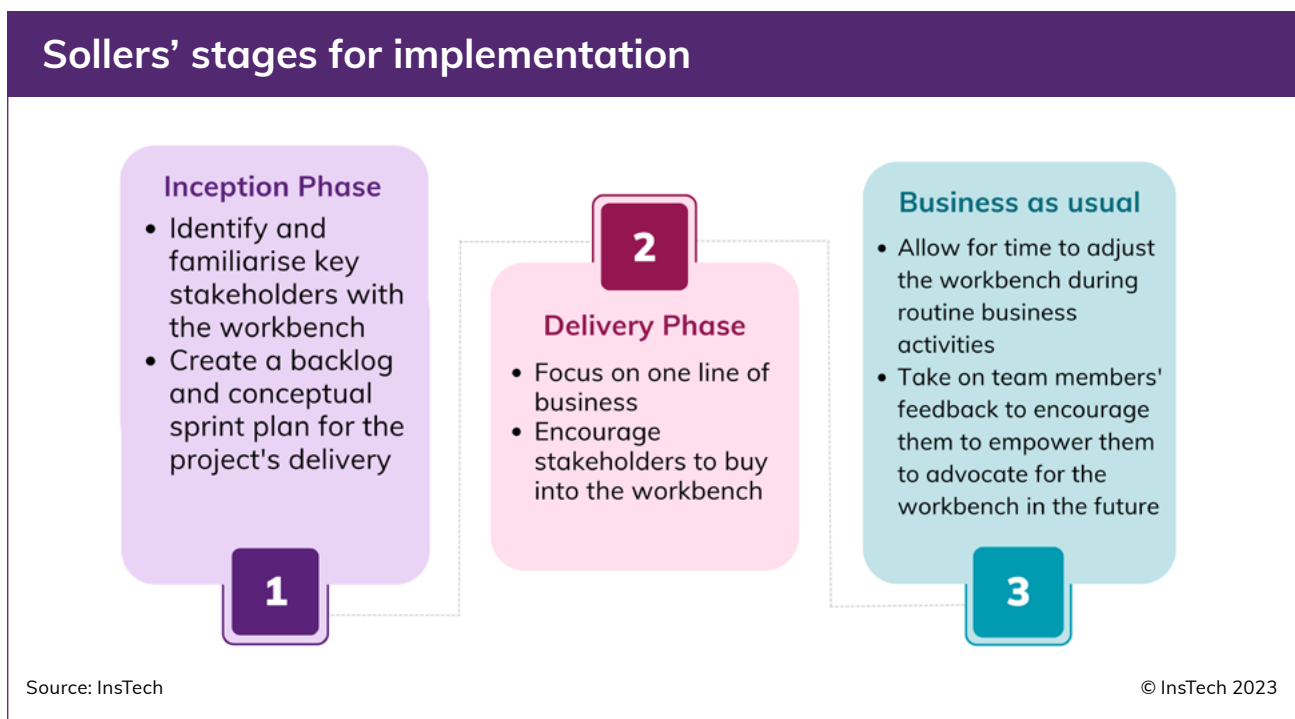 Sollers’ stages for implementation
Inception Phase
• Identify and
familiarise key
stakeholders with
the workbench
• Create a backlog
and conceptual
sprint plan for the
project's delivery
1
2
Delivery Phase
• Focus on one line of
business
• Encourage
stakeholders to buy
into the workbench
Business as usual
• Allow for time to adjust
the workbench during
routine business
activities
• Take on team members'
feedback to encourage
them to empower them
to advocate for the
workbench in the future
3
Source: InsTech
© InsTech 2023